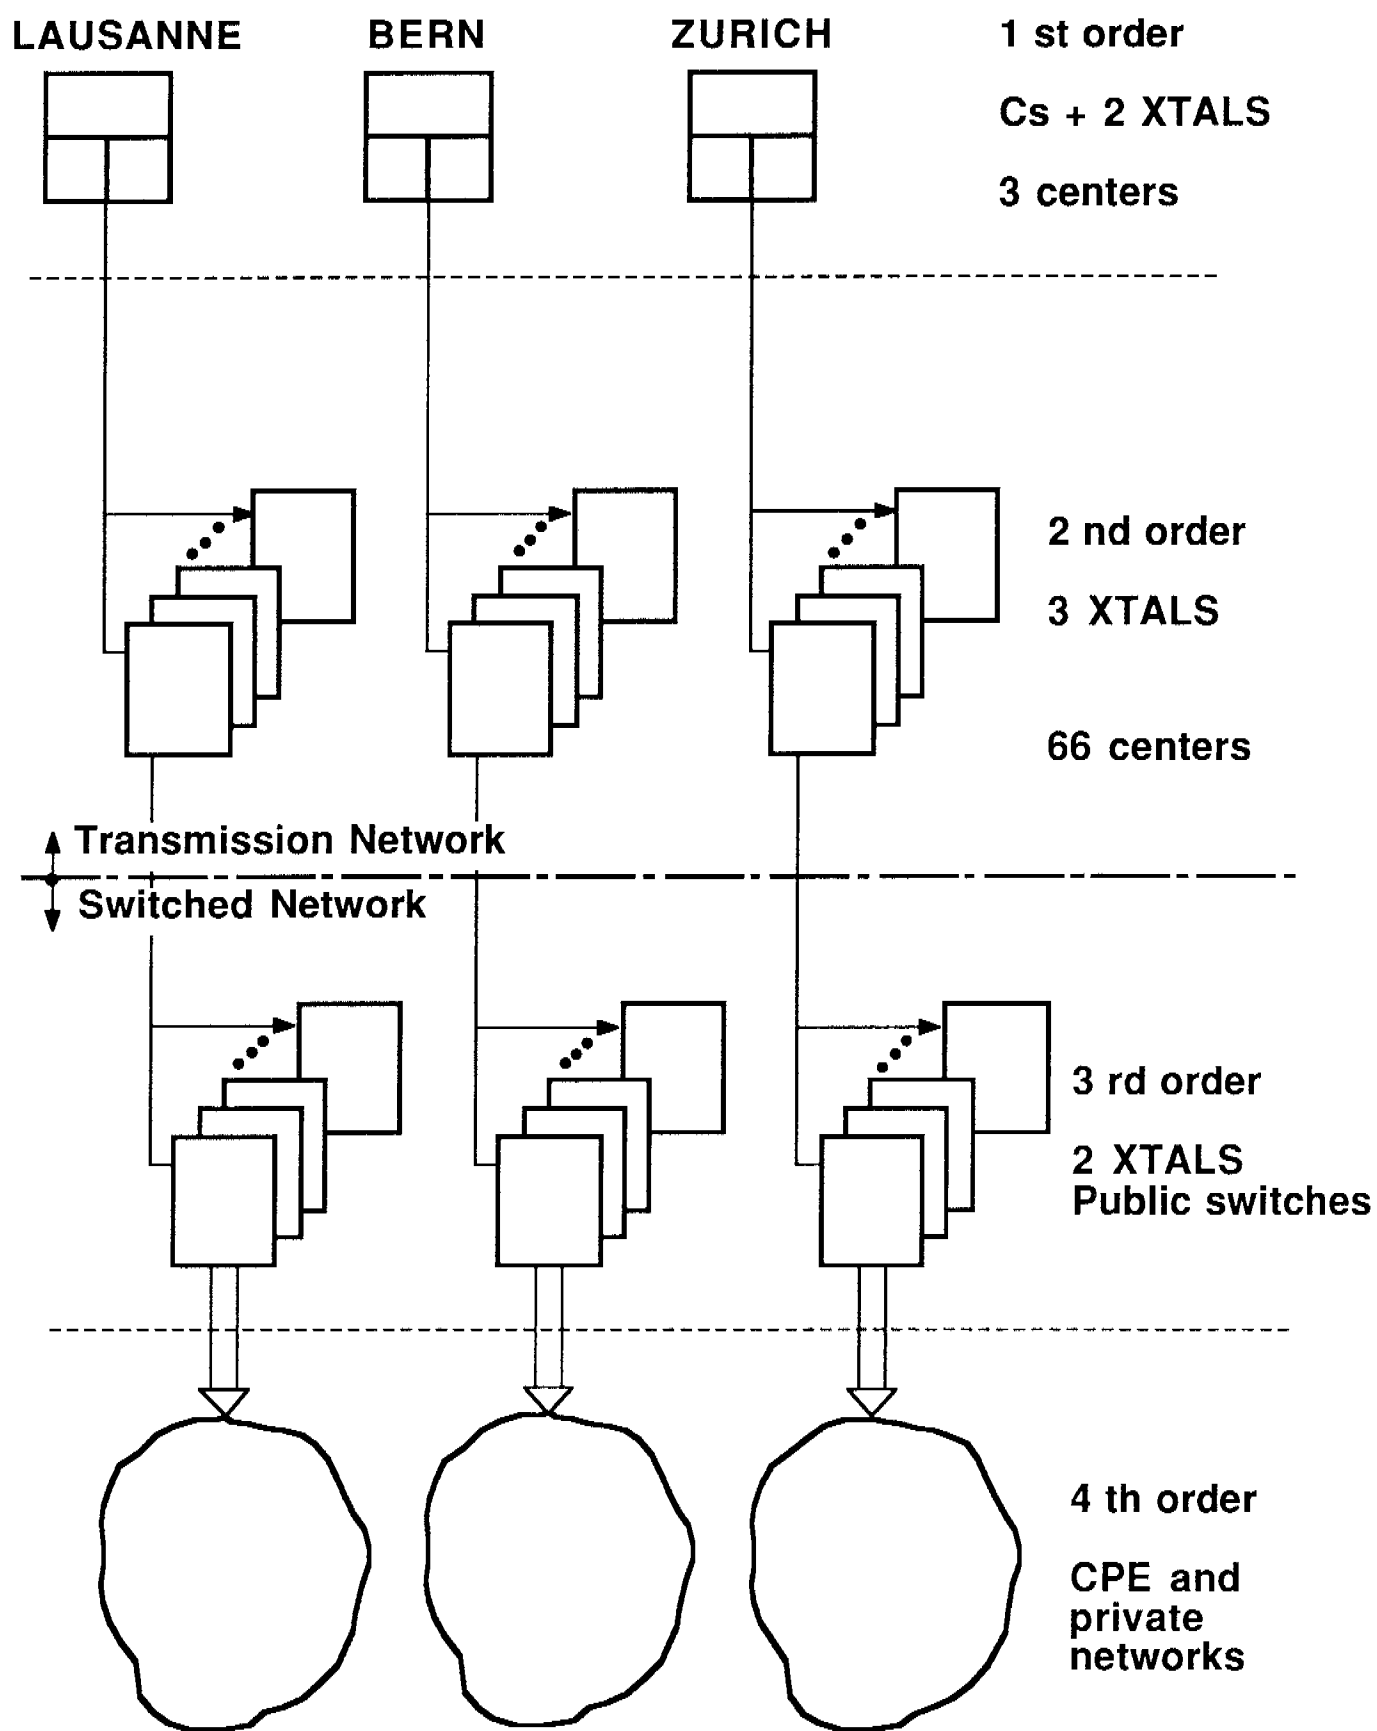 LAUSANNE BERN ZURICH 1 st order
Cs + 2 XTALS
3 centers
2 nd order
3 XTALS
66 centers
Transmission Network
Switched Network
3 rd order
2 XTALS
Public switches
4 th order
CPE and
private
networks